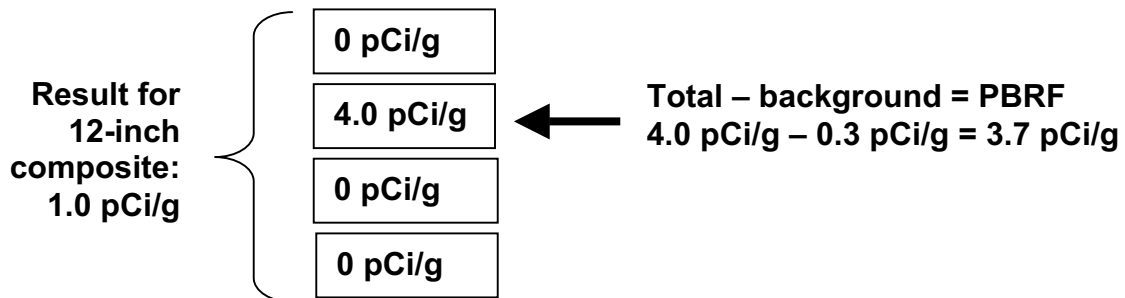 Result for
12-inch
composite:
1.0 pCi/g
0 pCi/g
4.0 pCi/g
0 pCi/g
0 pCi/g
Total – background = PBRF
4.0 pCi/g – 0.3 pCi/g = 3.7 pCi/g